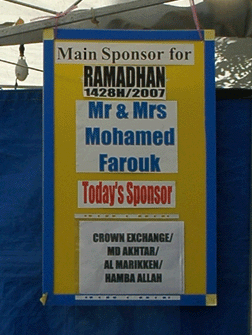 Main Sponsor for
RAMADHAN
1428H/2007
Mr & Mrs
Mohamed
Farouk
Today's Sponsor
CROWN EXCHANGE/
MD AKHTAR/
AL MARIKKEN/
HAMBA ALLAH